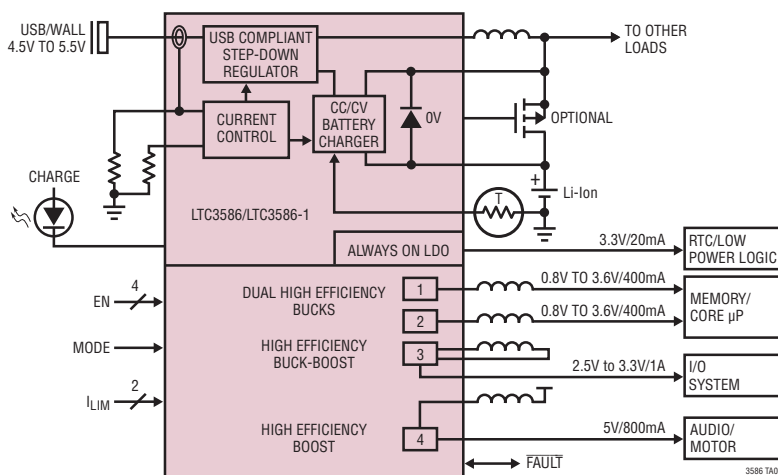 USB/WALL
4.5V TO 5.5V
USB COMPLIANT
STEP-DOWN
REGULATOR
TO OTHER
LOADS
CURRENT
CONTROL
CC/CV
BATTERY
CHARGER
0V
OPTIONAL
CHARGE
LTC3586/LTC3586-1
T
+
Li-Ion
ALWAYS ON LDO
3.3V/20mA
RTC/LOW
POWER LOGIC
4
EN
DUAL HIGH EFFICIENCY
BUCKS
1
0.8V TO 3.6V/400mA
2
0.8V TO 3.6V/400mA
MEMORY/
CORE µP
MODE
HIGH EFFICIENCY
BUCK-BOOST
3
2.5V to 3.3V/1A
I/O
SYSTEM
2
ILIM
HIGH EFFICIENCY
BOOST
4
5V/800mA
AUDIO/
MOTOR
FAULT